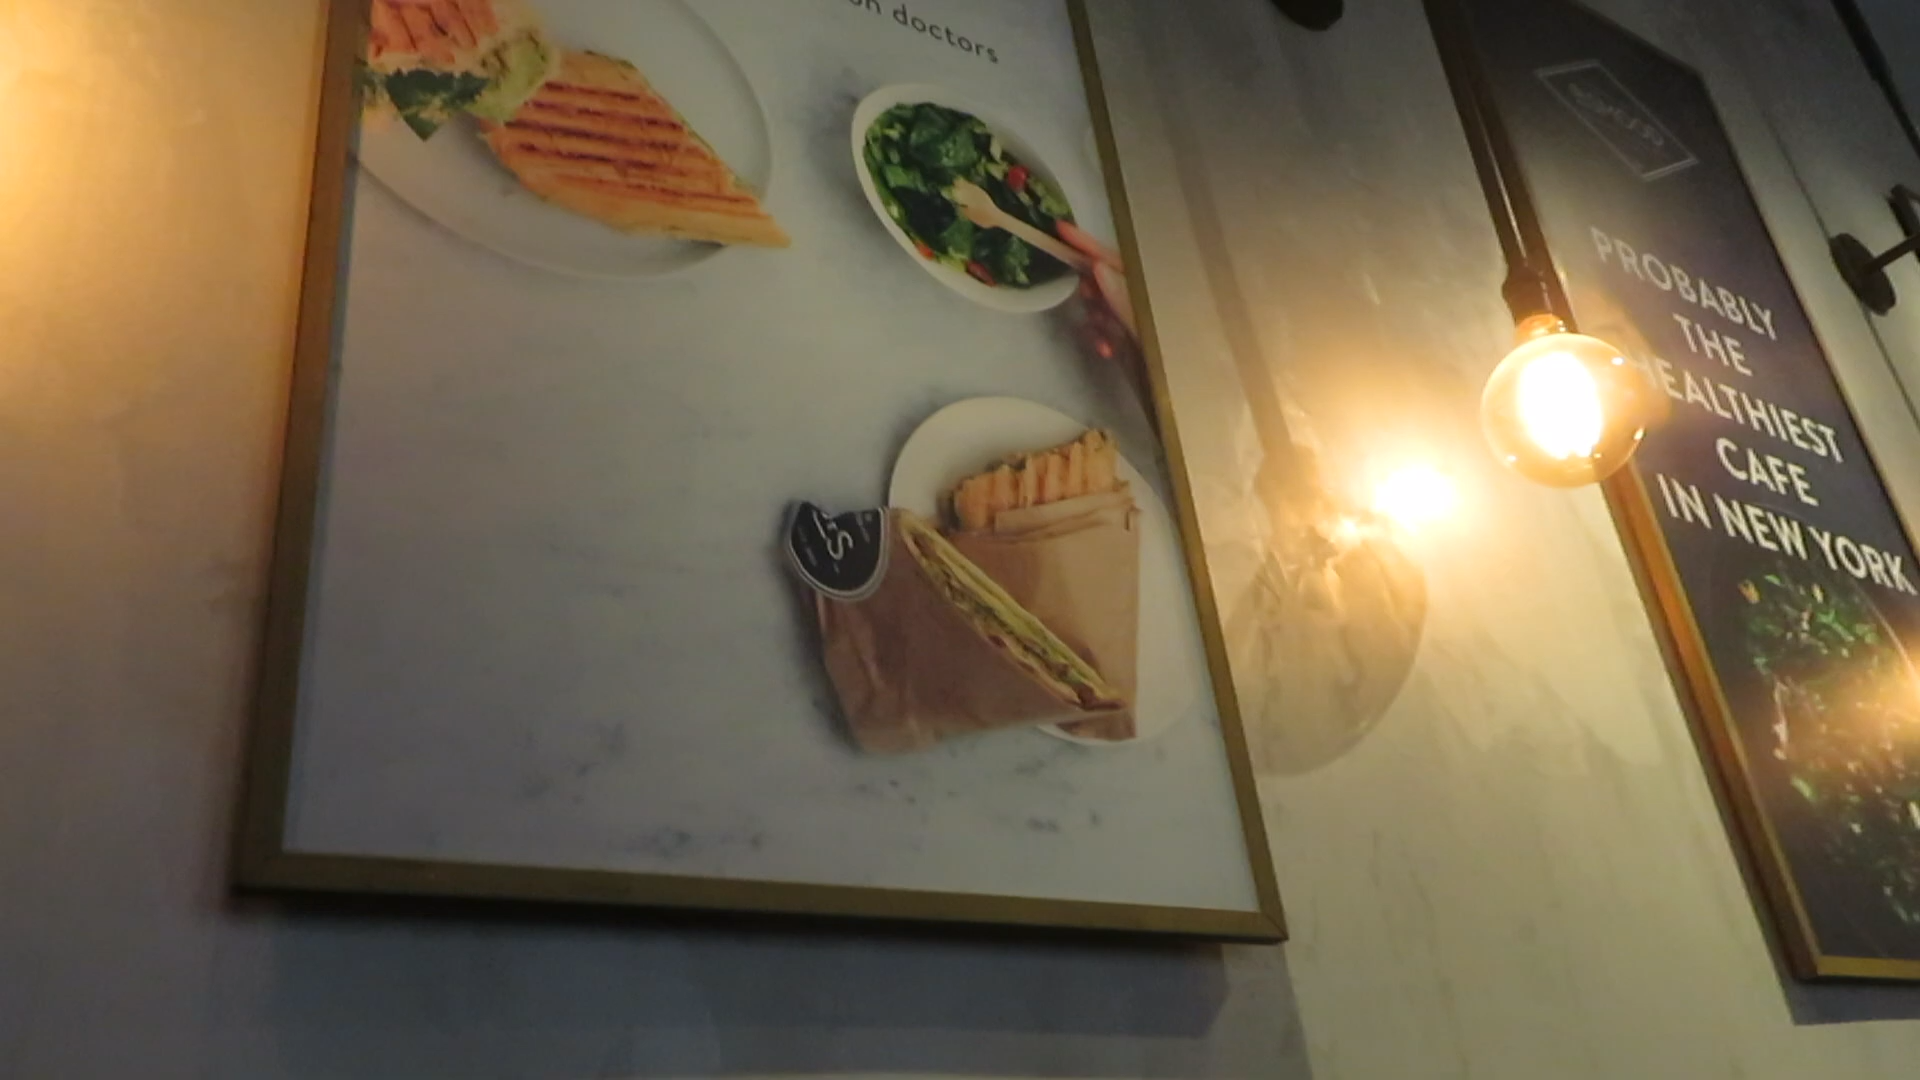 doctors
PROBABLY
THE
HEALTHIEST
CAFE
IN NEW YORK